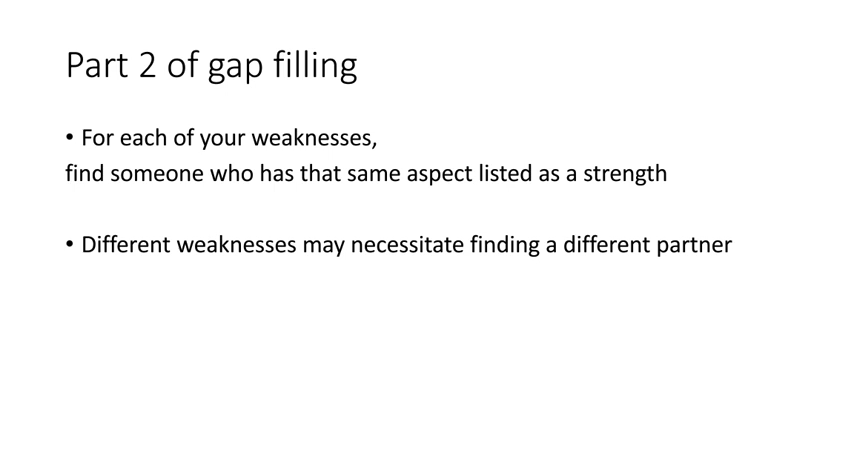 Part 2 of gap filling
• For each of your weaknesses,
find someone who has that same aspect listed as a strength
• Different weaknesses may necessitate finding a different partner